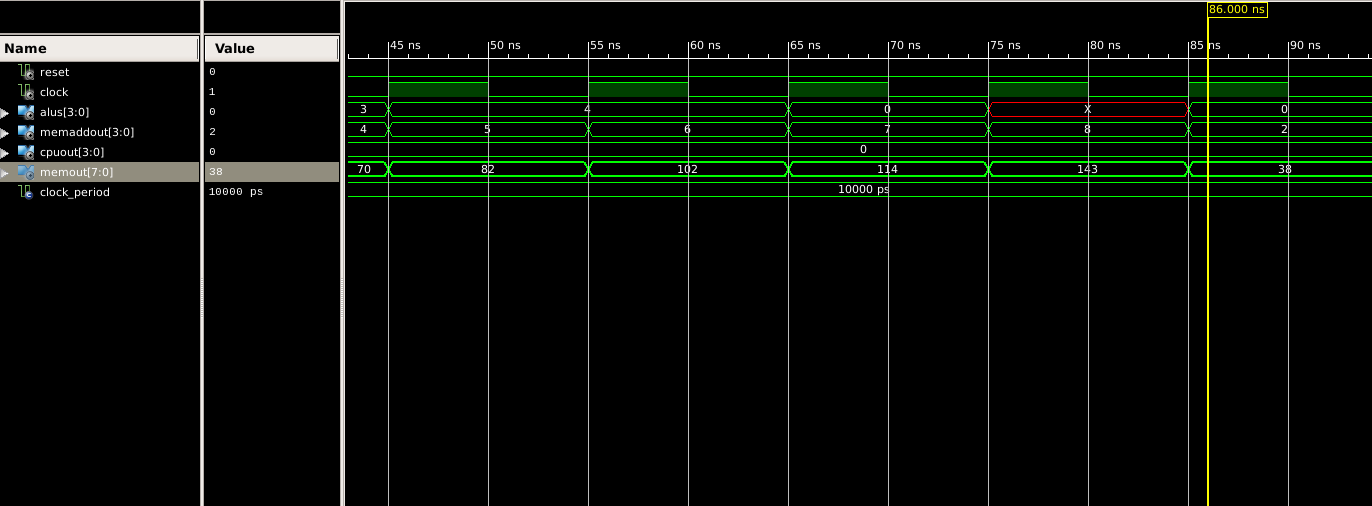 86.000 ns
Name Value 45 ns 50 ns 55 ns 60 ns 65 ns 70 ns 75 ns 80 ns 85 ns 90 ns
reset 0
clock 1
alus[3:0] 0 3 4 0 X 0
memaddout[3:0] 2 4 5 6 7 8 2
cpuout[3:0] 0 0
memout[7:0] 38 70 82 102 114 143 38
clock_period 10000 ps 10000 ps